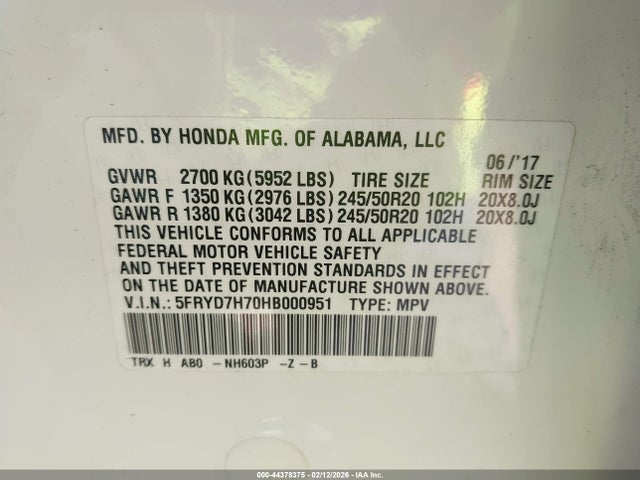 MFD. BY HONDA MFG. OF ALABAMA, LLC
06/'17
GVWR 2700 KG(5952 LBS) TIRE SIZE RIM SIZE
GAWR F 1350 KG(2976 LBS)245/50R20 102H 20X8.0J
GAWR R 1380 KG(3042 LBS)245/50R20 102H 20X8.0J
THIS VEHICLE CONFORMS TO ALL APPLICABLE
FEDERAL MOTOR VEHICLE SAFETY
AND THEFT PREVENTION STANDARDS IN EFFECT
ON THE DATE OF MANUFACTURE SHOWN ABOVE.
V.I.N.: 5FRYD7H70HB000951 TYPE: MPV
TRX H AB0 -NH603P -Z -B
000-44378375 - 02/12/2026 - IAA Inc.